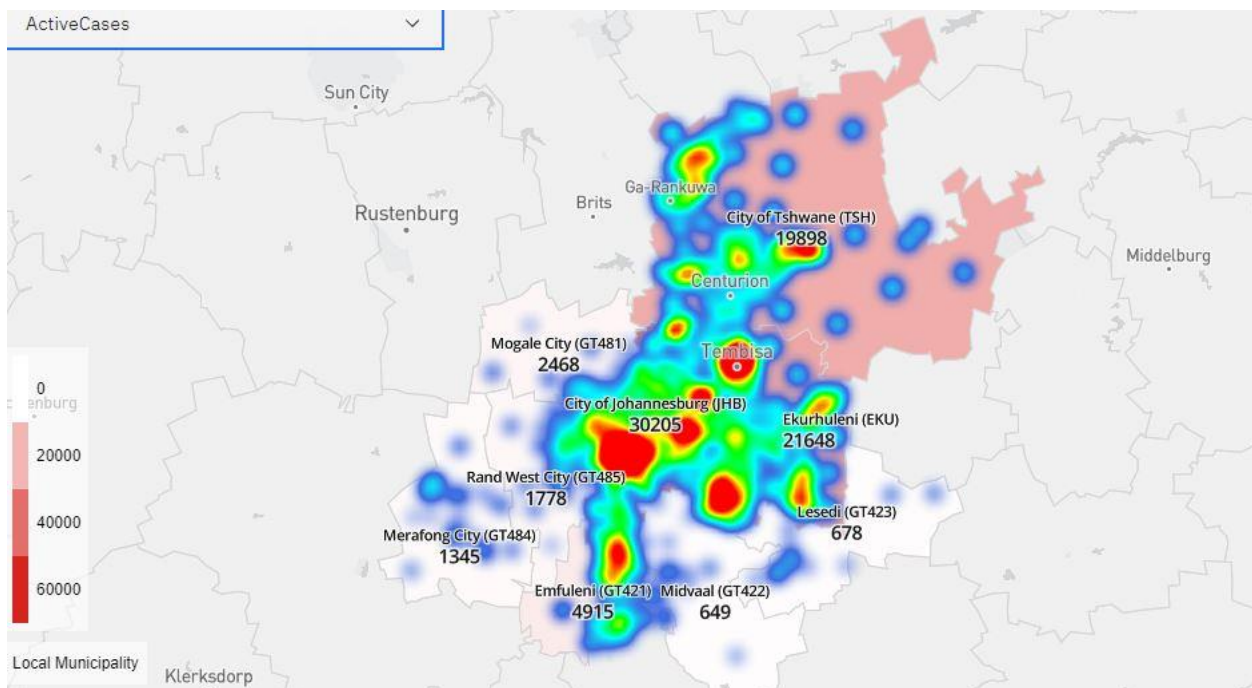 ActiveCases
Sun City
Ga-Rankuwa
Brits
Rustenburg
City of Tshwane (TSH)
19898
Middelburg
Centurion
Mogale City (GT481)
2468
Tembisa
0
City of Johannesburg (JHB)
30205
Ekurhuleni (EKU)
21648
20000
Rand West City (GT485)
1778
Lesedi (GT423)
678
40000
Merafong City (GT484)
1345
60000
Emfuleni (GT421)
4915
Midvaal (GT422)
649
Local Municipality
Klerksdorp